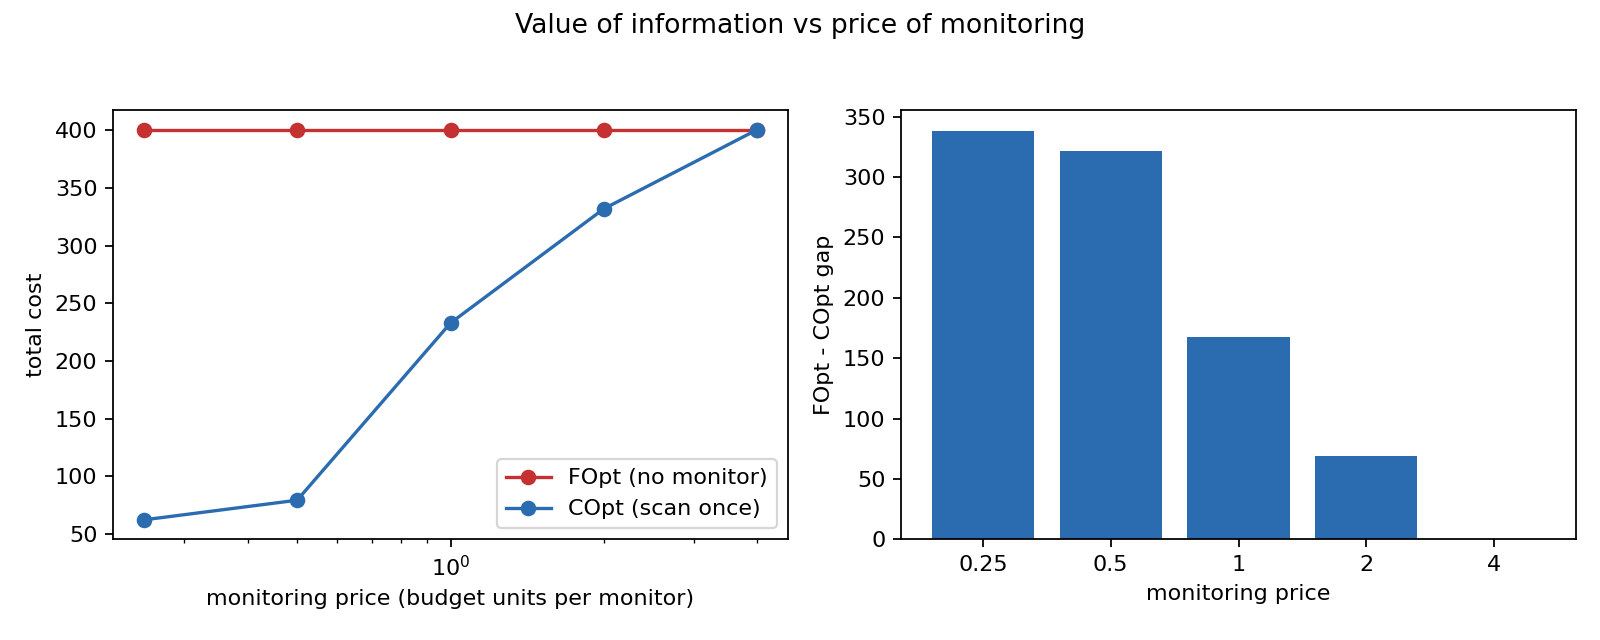 Value of information vs price of monitoring
400
350
300
250
200
150
100
50
total cost
FOpt (no monitor)
COpt (scan once)
10⁰
monitoring price (budget units per monitor)
350
300
250
200
150
100
50
0
FOpt - COpt gap
0.25 0.5 1 2 4
monitoring price